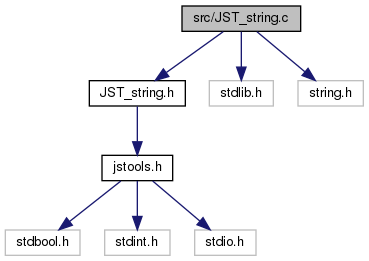 src/JST_string.c
JST_string.h
stdlib.h
string.h
jstools.h
stdbool.h
stdint.h
stdio.h